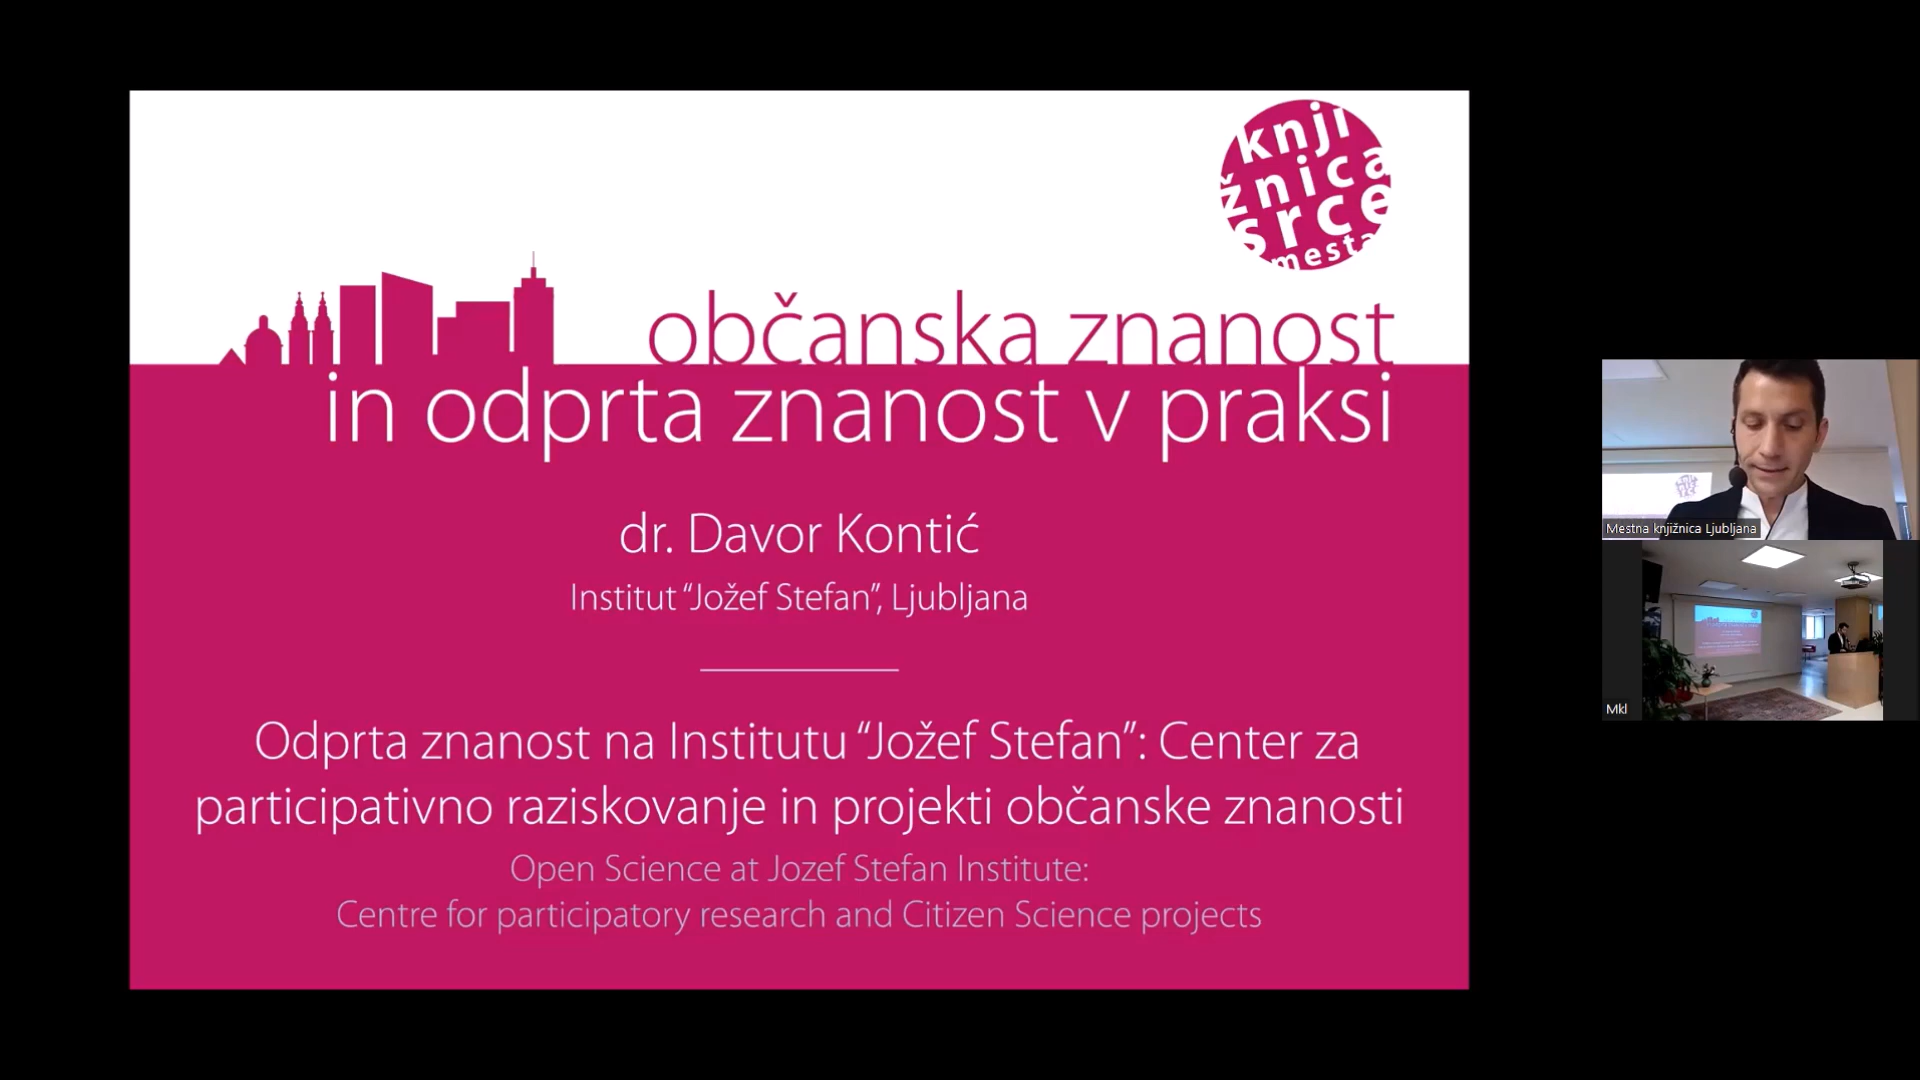 knji
žnica
srce
mesta
občanska znanost
in odprta znanost v praksi
dr. Davor Kontić
Institut “Jožef Stefan”, Ljubljana
Odprta znanost na Institutu “Jožef Stefan”: Center za
participativno raziskovanje in projekti občanske znanosti
Open Science at Jozef Stefan Institute:
Centre for participatory research and Citizen Science projects
Mestna knjižnica Ljubljana
Mkl